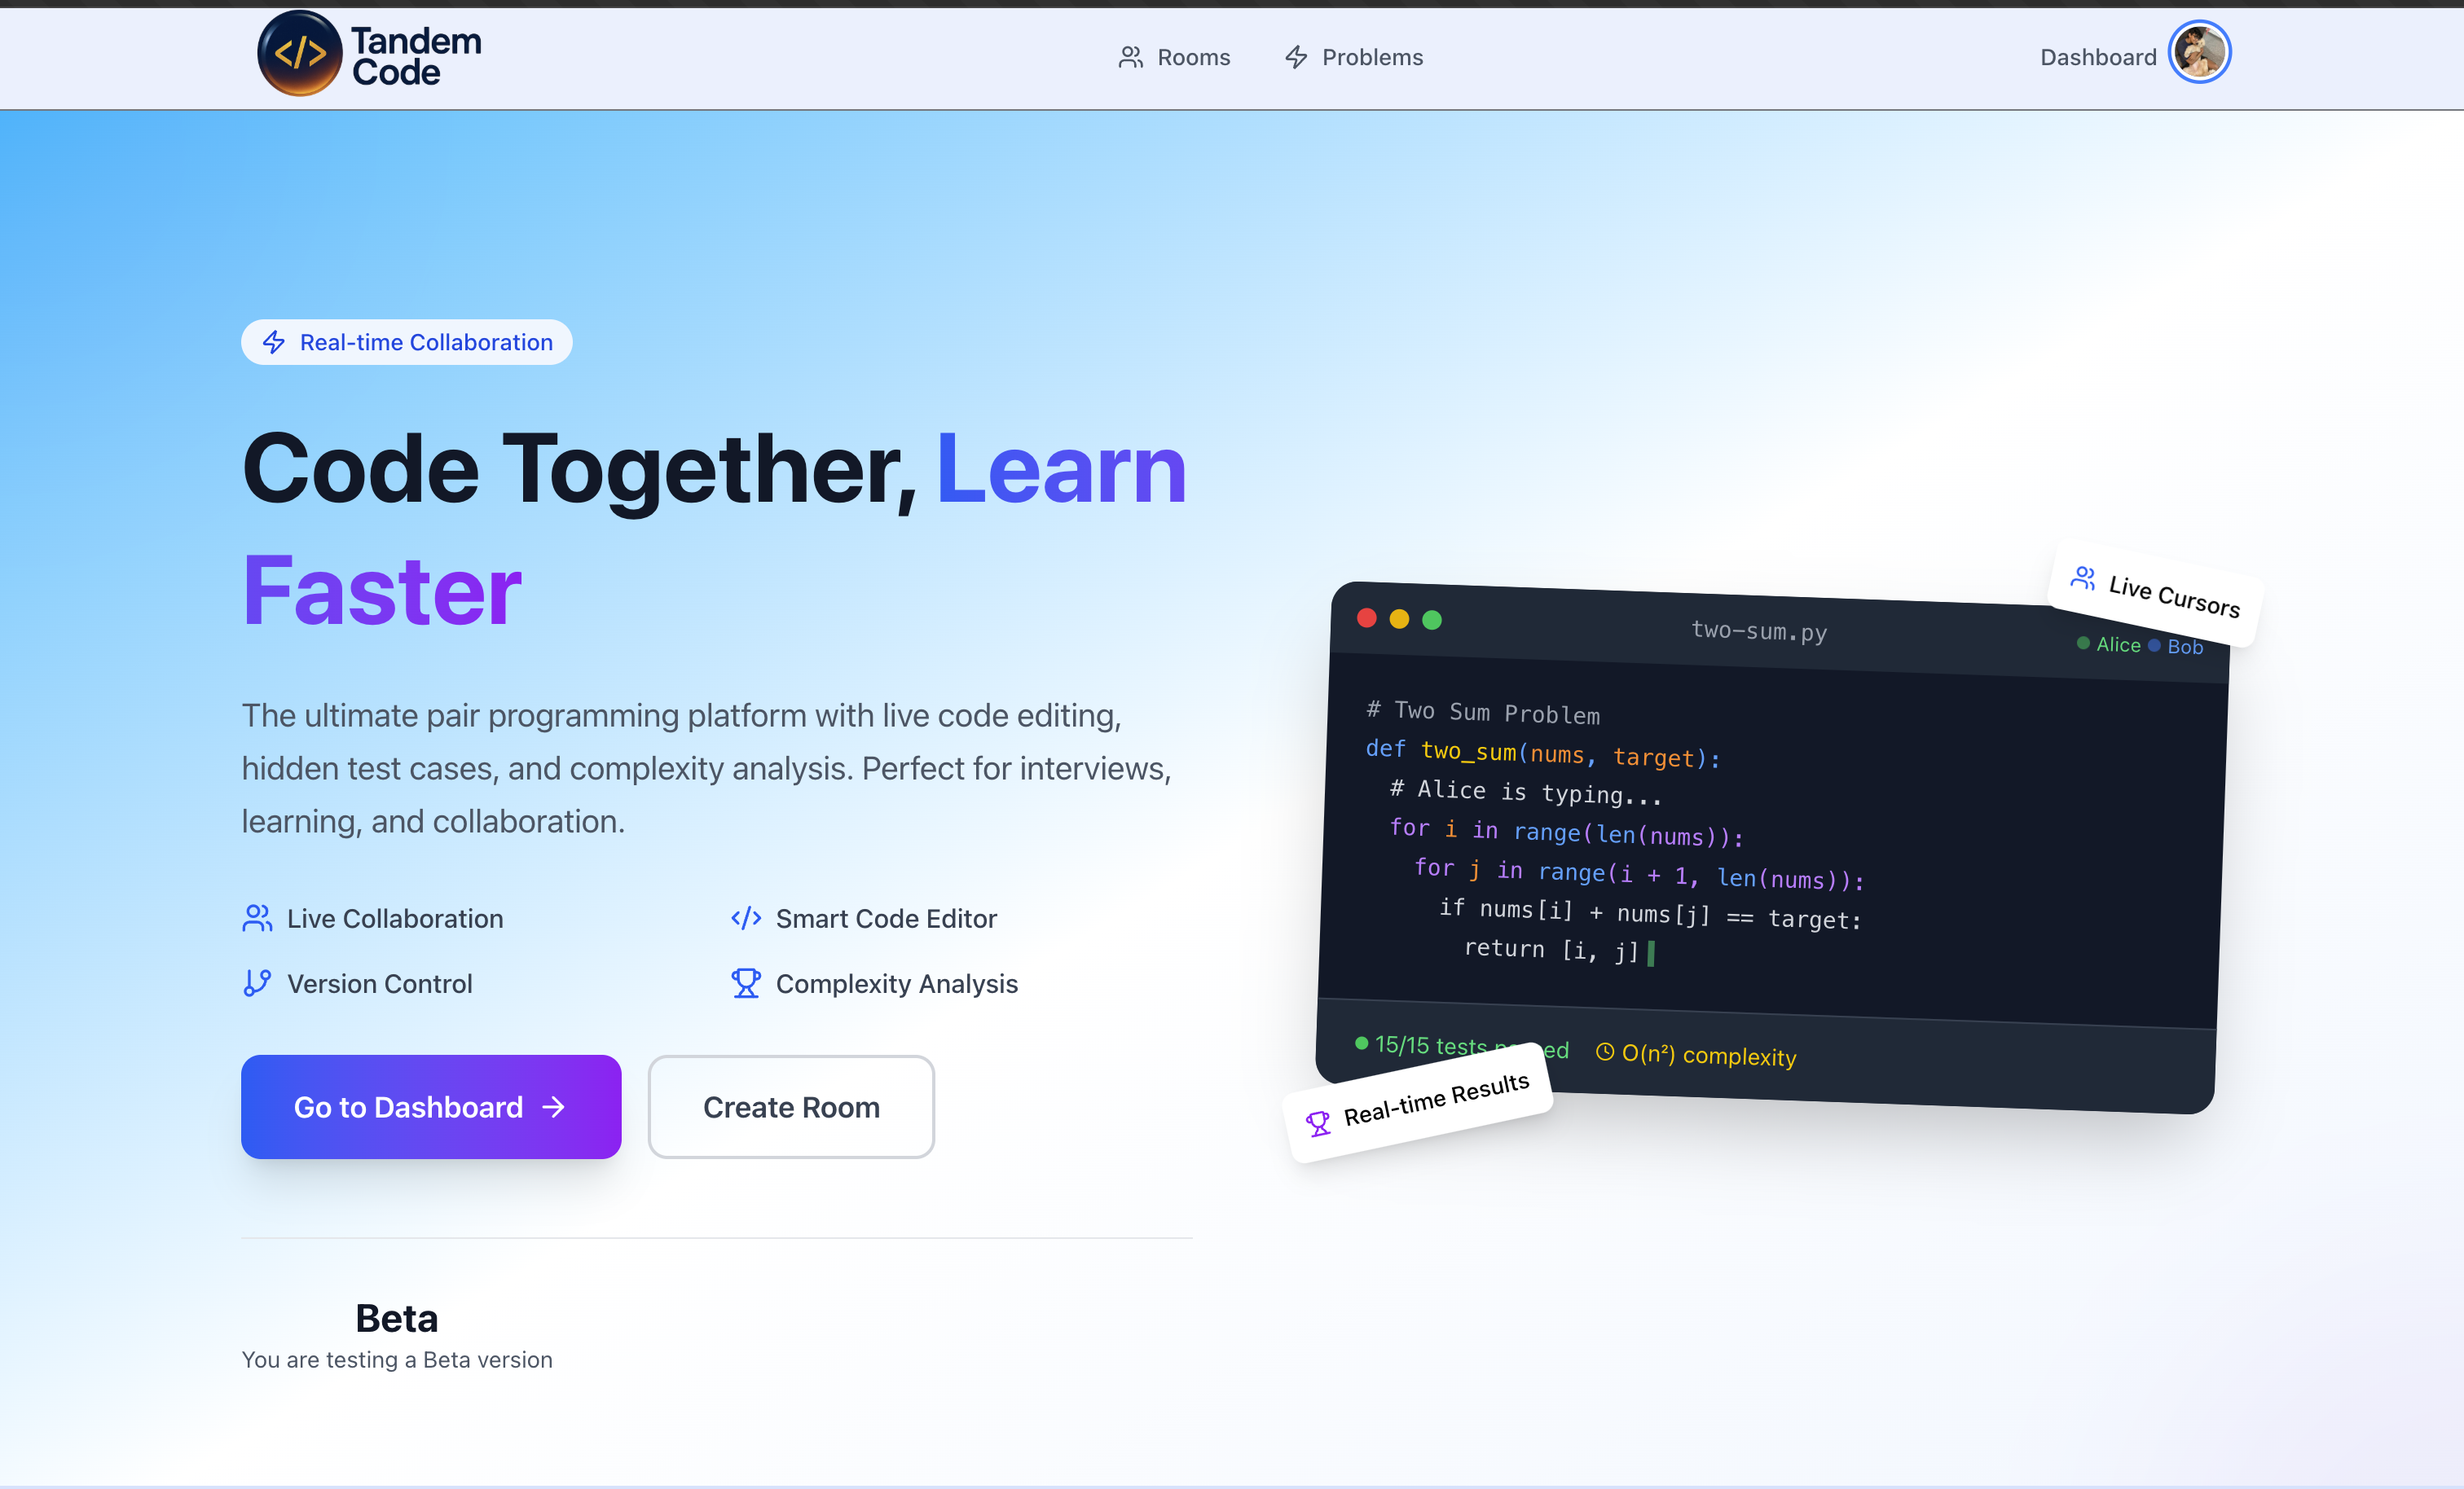 </>
Tandem
Code
Rooms
Problems
Dashboard
Real-time Collaboration
Code Together, Learn
Faster
The ultimate pair programming platform with live code editing,
hidden test cases, and complexity analysis. Perfect for interviews,
learning, and collaboration.
Live Collaboration
Smart Code Editor
Version Control
Complexity Analysis
Go to Dashboard →
Create Room
Beta
You are testing a Beta version
Live Cursors
two-sum.py
Alice
Bob
# Two Sum Problem
def two_sum(nums, target):
# Alice is typing...
for i in range(len(nums)):
for j in range(i + 1, len(nums)):
if nums[i] + nums[j] == target:
return [i, j]
15/15 tests
O(n²) complexity
Real-time Results